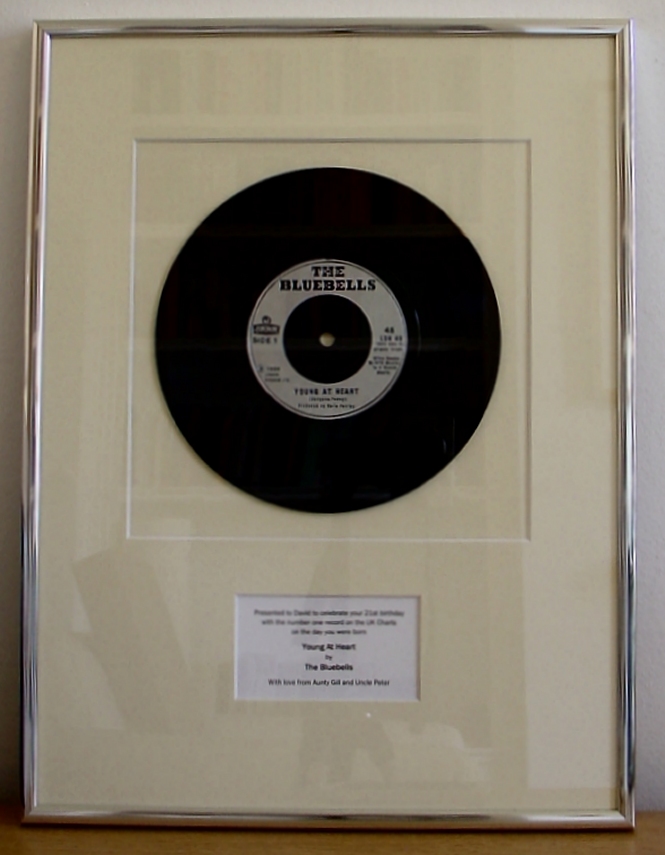 THE
BLUEBELLS
LONDON
SIDE 1
45
LON 49
YOUNG AT HEART
Presented to David to celebrate your 21st birthday
with the number one record on the UK Charts
on the day you were born
Young At Heart
by
The Bluebells
With love from Aunty Gill and Uncle Peter